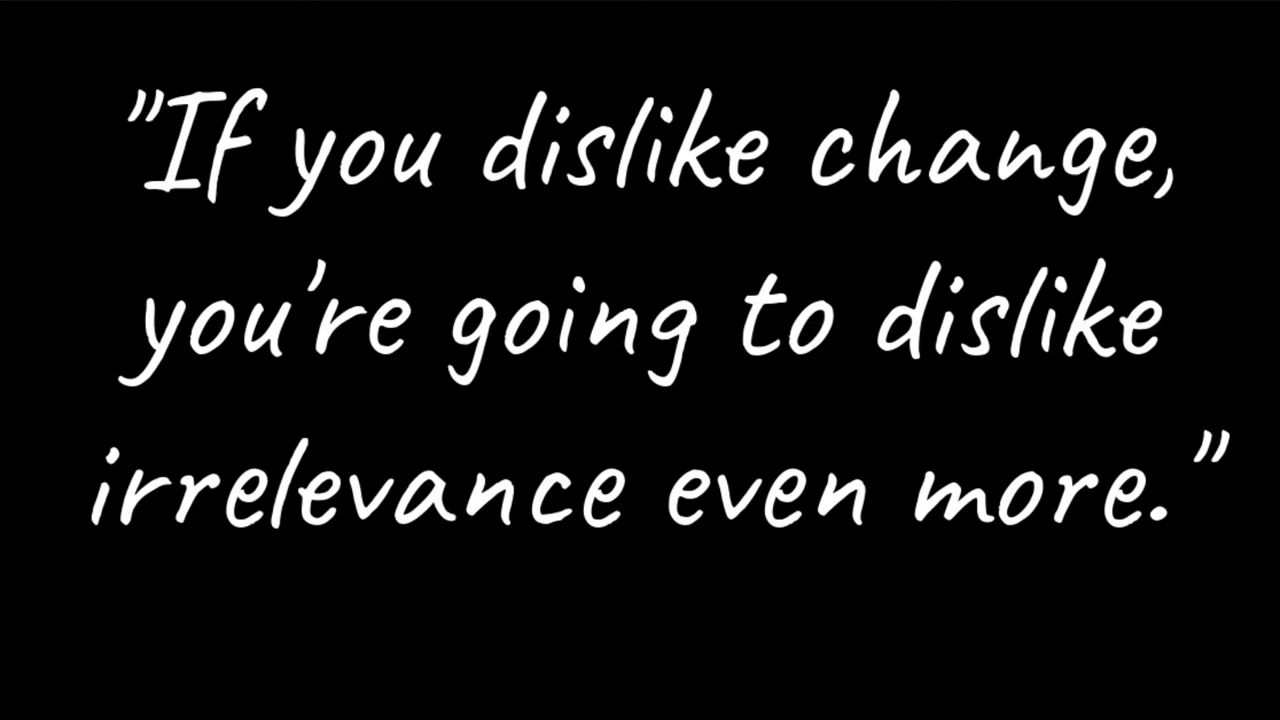 "If you dislike change,
you're going to dislike
irrelevance even more."